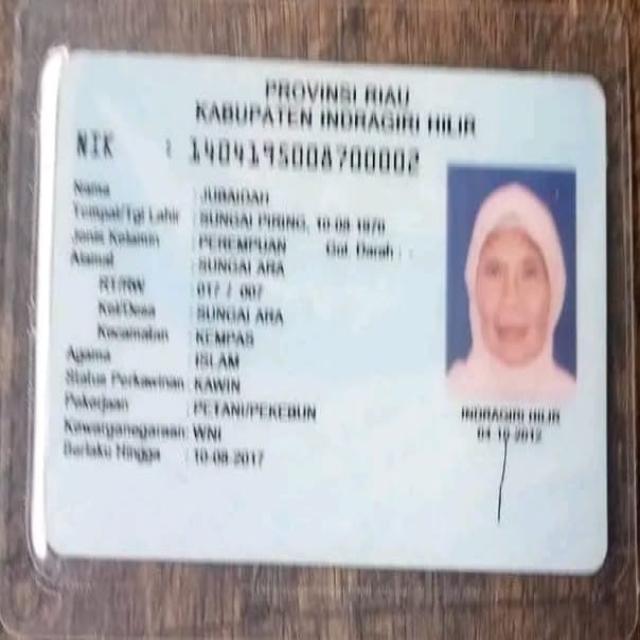 PROVINSI RIAU
KABUPATEN INDRAGIRI HILIR
NIK : 1404195008700002
Nama : JUBAIDAH
Tempat/Tgl Lahir : SUNGAI PIRING, 10-08-1970
Jenis Kelamin : PEREMPUAN Gol. Darah : -
Alamat : SUNGAI ARA
RT/RW : 017 / 007
Kel/Desa : SUNGAI ARA
Kecamatan : KEMPAS
Agama : ISLAM
Status Perkawinan : KAWIN
Pekerjaan : PETANI/PEKEBUN
Kewarganegaraan: WNI
Berlaku Hingga : 10-08-2017
INDRAGIRI HILIR
04-10-2012